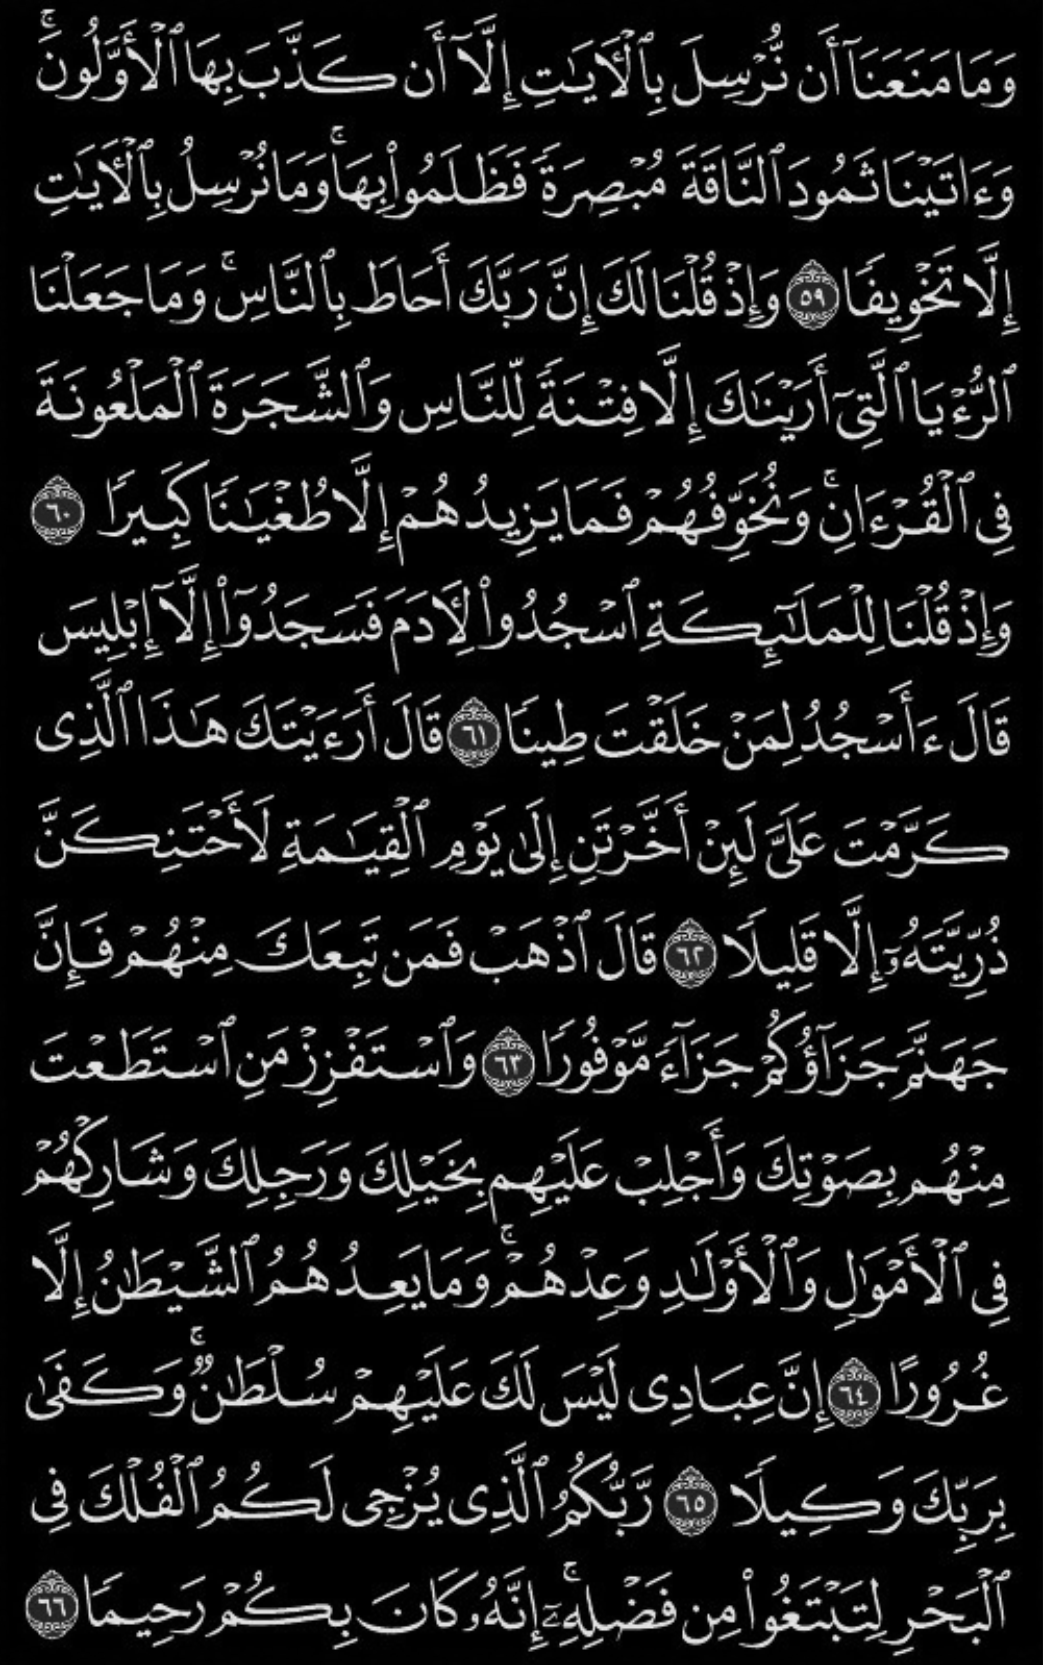 وَمَا مَنَعَنَآ أَن نُّرْسِلَ بِٱلْـَٔايَـٰتِ إِلَّآ أَن كَذَّبَ بِهَا ٱلْأَوَّلُونَ ۚ
وَءَاتَيْنَا ثَمُودَ ٱلنَّاقَةَ مُبْصِرَةً فَظَلَمُوا۟ بِهَا ۚ وَمَا نُرْسِلُ بِٱلْـَٔايَـٰتِ
إِلَّا تَخْوِيفًا ٥٩ وَإِذْ قُلْنَا لَكَ إِنَّ رَبَّكَ أَحَاطَ بِٱلنَّاسِ ۚ وَمَا جَعَلْنَا
ٱلرُّءْيَا ٱلَّتِىٓ أَرَيْنَـٰكَ إِلَّا فِتْنَةً لِّلنَّاسِ وَٱلشَّجَرَةَ ٱلْمَلْعُونَةَ
فِى ٱلْقُرْءَانِ ۚ وَنُخَوِّفُهُمْ فَمَا يَزِيدُهُمْ إِلَّا طُغْيَـٰنًا كَبِيرًا ٦٠
وَإِذْ قُلْنَا لِلْمَلَـٰٓئِكَةِ ٱسْجُدُوا۟ لِـَٔادَمَ فَسَجَدُوٓا۟ إِلَّآ إِبْلِيسَ
قَالَ ءَأَسْجُدُ لِمَنْ خَلَقْتَ طِينًا ٦١ قَالَ أَرَءَيْتَكَ هَـٰذَا ٱلَّذِى
كَرَّمْتَ عَلَىَّ لَئِنْ أَخَّرْتَنِ إِلَىٰ يَوْمِ ٱلْقِيَـٰمَةِ لَأَحْتَنِكَنَّ
ذُرِّيَّتَهُۥٓ إِلَّا قَلِيلًا ٦٢ قَالَ ٱذْهَبْ فَمَن تَبِعَكَ مِنْهُمْ فَإِنَّ
جَهَنَّمَ جَزَآؤُكُمْ جَزَآءً مَّوْفُورًا ٦٣ وَٱسْتَفْزِزْ مَنِ ٱسْتَطَعْتَ
مِنْهُم بِصَوْتِكَ وَأَجْلِبْ عَلَيْهِم بِخَيْلِكَ وَرَجِلِكَ وَشَارِكْهُمْ
فِى ٱلْأَمْوَٰلِ وَٱلْأَوْلَـٰدِ وَعِدْهُمْ ۚ وَمَا يَعِدُهُمُ ٱلشَّيْطَـٰنُ إِلَّا
غُرُورًا ٦٤ إِنَّ عِبَادِى لَيْسَ لَكَ عَلَيْهِمْ سُلْطَـٰنٌ ۚ وَكَفَىٰ
بِرَبِّكَ وَكِيلًا ٦٥ رَّبُّكُمُ ٱلَّذِى يُزْجِى لَكُمُ ٱلْفُلْكَ فِى
ٱلْبَحْرِ لِتَبْتَغُوا۟ مِن فَضْلِهِۦٓ ۚ إِنَّهُۥ كَانَ بِكُمْ رَحِيمًا ٦٦